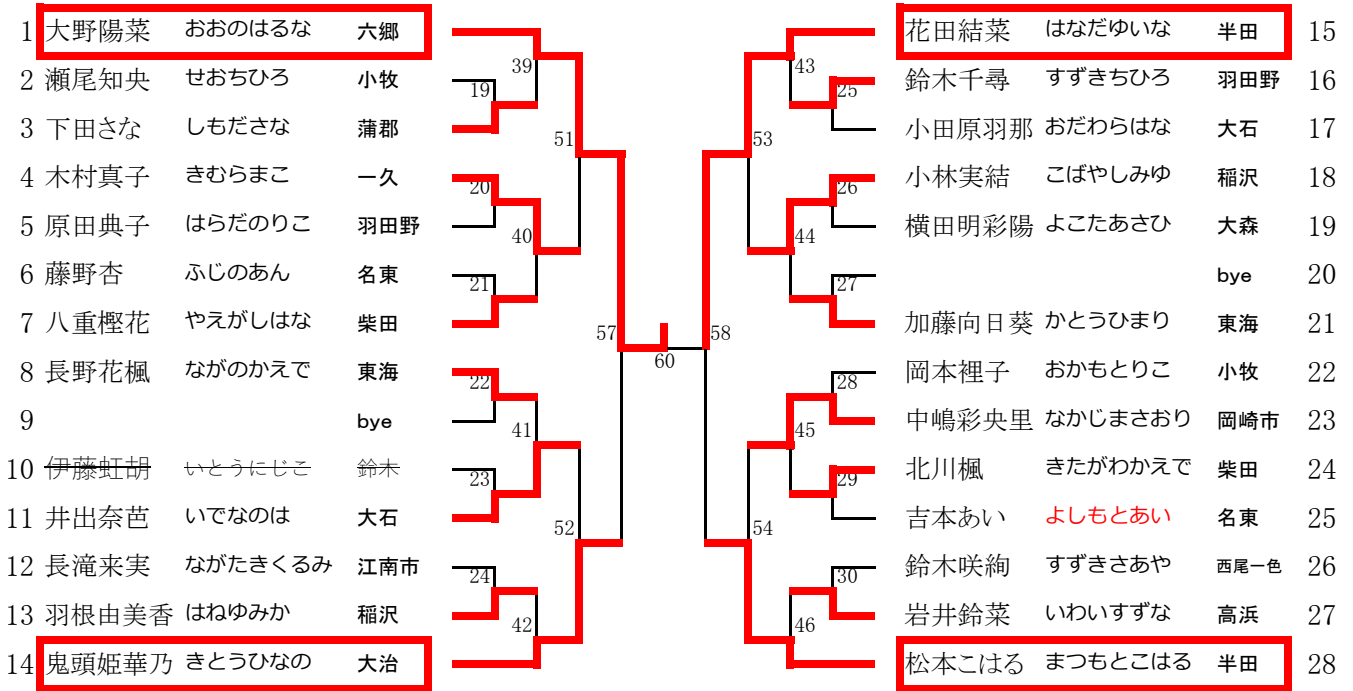 1 大野陽菜 おおのはるな 六郷
2 瀬尾知央 せおちひろ 小牧
3 下田さな しもださな 蒲郡
4 木村真子 きむらまこ 一久
5 原田典子 はらだのりこ 羽田野
6 藤野杏 ふじのあん 名東
7 八重樫花 やえがしはな 柴田
8 長野花楓 ながのかえで 東海
9 bye
10 伊藤虹胡 いとうにじこ 鈴木
11 井出奈芭 いでなのは 大石
12 長滝来実 ながたきくるみ 江南市
13 羽根由美香 はねゆみか 稲沢
14 鬼頭姫華乃 きとうひなの 大治
39
19
51
20
40
21
57
22
41
23
52
24
42
60
58
43
25
53
26
44
27
28
45
29
54
30
46
花田結菜 はなだゆいな 半田 15
鈴木千尋 すずきちひろ 羽田野 16
小田原羽那 おだわらはな 大石 17
小林実結 こばやしみゆ 稲沢 18
横田明彩陽 よこたあさひ 大森 19
bye 20
加藤向日葵 かとうひまり 東海 21
岡本裡子 おかもとりこ 小牧 22
中嶋彩央里 なかじまさおり 岡崎市 23
北川楓 きたがわかえで 柴田 24
吉本あい よしもとあい 名東 25
鈴木咲絢 すずきさあや 西尾一色 26
岩井鈴菜 いわいすずな 高浜 27
松本こはる まつもとこはる 半田 28